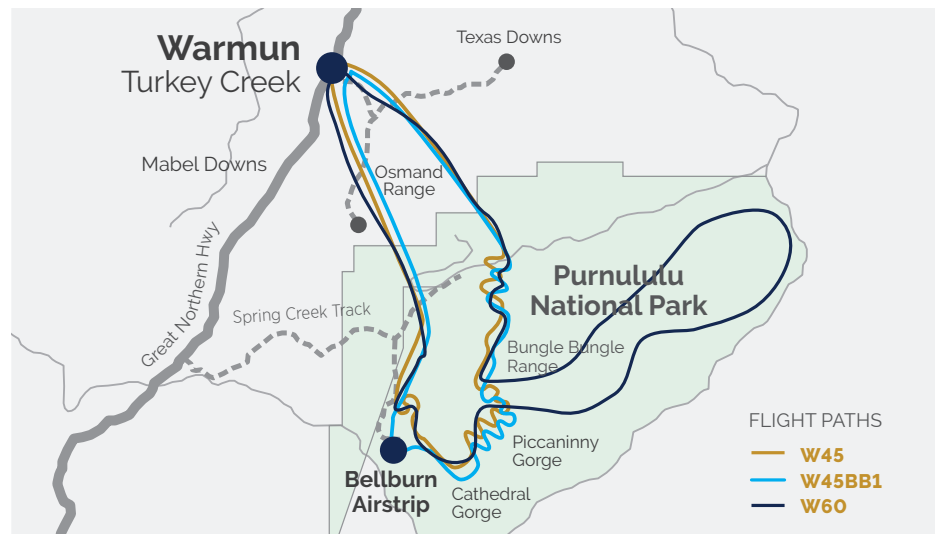 Texas Downs
Warmun
Turkey Creek
Mabel Downs
Osmand
Range
Great Northern Hwy
Spring Creek Track
Purnululu
National Park
Bungle Bungle
Range
Piccaninny
Gorge
Bellburn
Airstrip
Cathedral
Gorge
FLIGHT PATHS
W45
W45BB1
W60